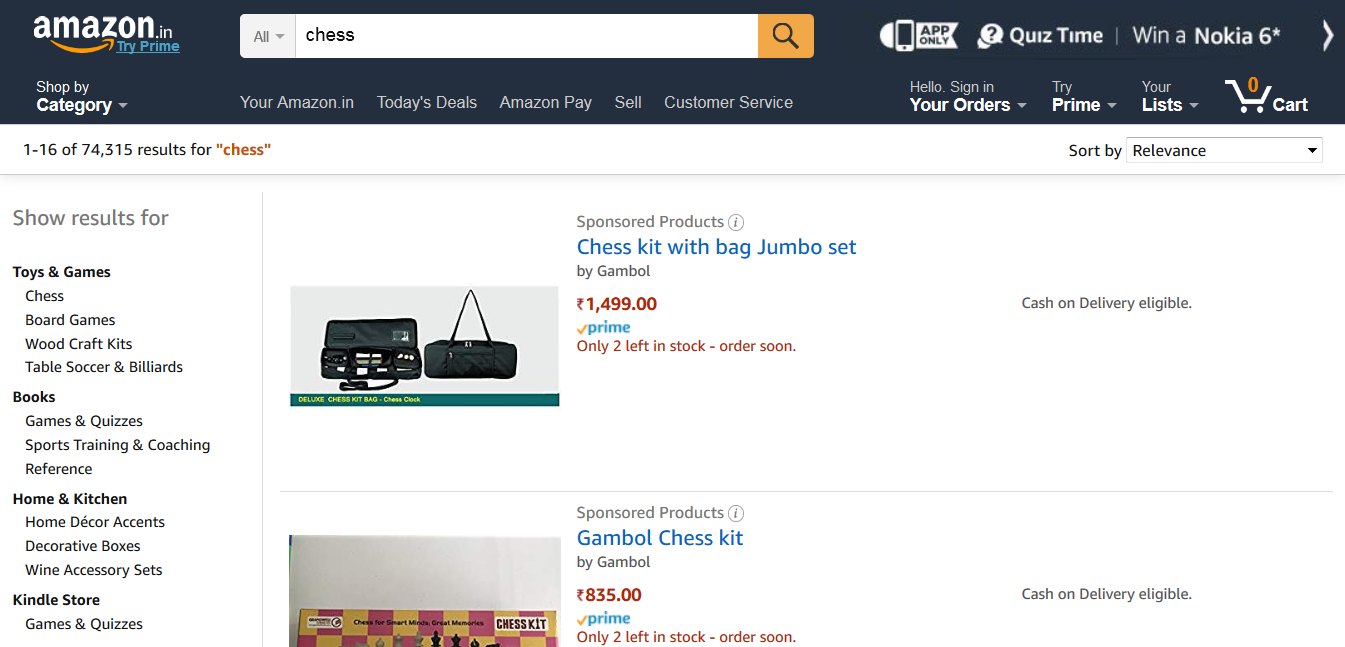 amazon.in
Try Prime
All
chess
APP ONLY
Quiz Time | Win a Nokia 6*
Shop by
Category
Your Amazon.in
Today's Deals
Amazon Pay
Sell
Customer Service
Hello. Sign in
Your Orders
Try
Prime
Your
Lists
0
Cart
1-16 of 74,315 results for "chess"
Sort by Relevance
Show results for
Toys & Games
Chess
Board Games
Wood Craft Kits
Table Soccer & Billiards
Books
Games & Quizzes
Sports Training & Coaching
Reference
Home & Kitchen
Home Décor Accents
Decorative Boxes
Wine Accessory Sets
Kindle Store
Games & Quizzes
Sponsored Products
Chess kit with bag Jumbo set
by Gambol
₹1,499.00
prime
Only 2 left in stock - order soon.
Cash on Delivery eligible.
DELUXE CHESS KIT BAG - Chess Clock
Sponsored Products
Gambol Chess kit
by Gambol
₹835.00
prime
Only 2 left in stock - order soon.
Cash on Delivery eligible.
Chess for Smart Minds, Great Memories
CHESS KIT